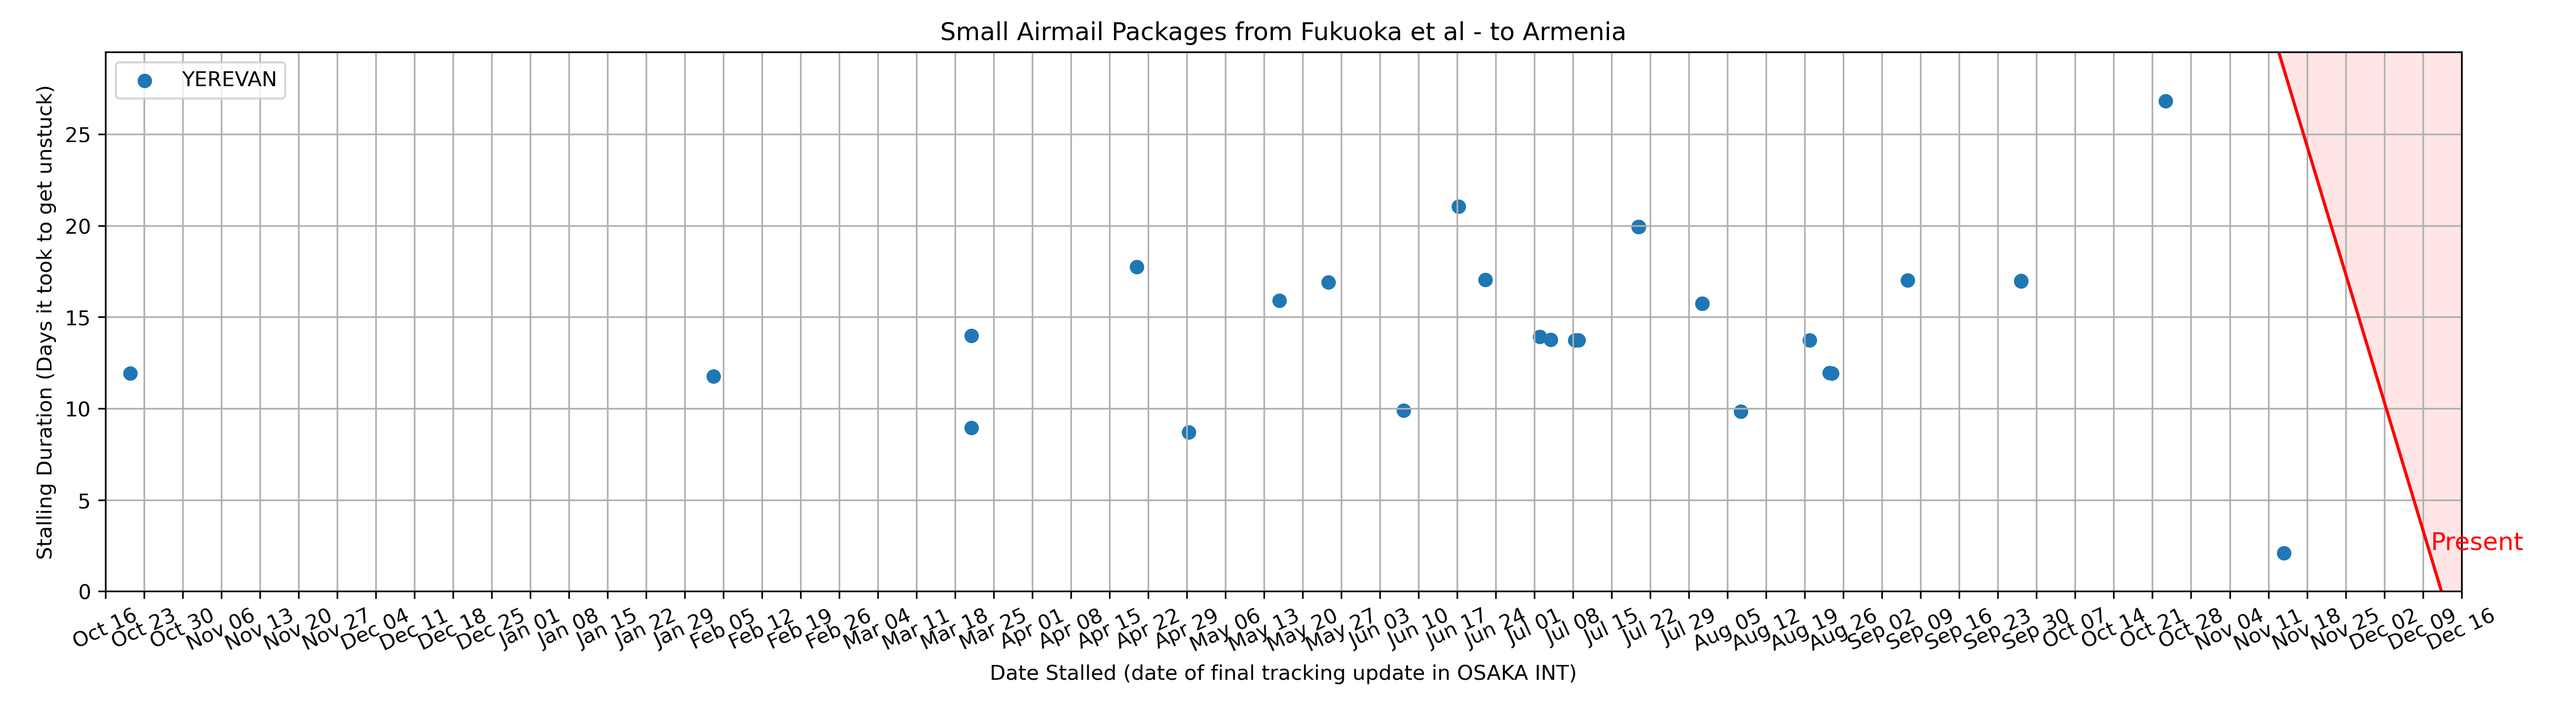 Small Airmail Packages from Fukuoka et al - to Armenia
YEREVAN
Stalling Duration (Days it took to get unstuck)
25
20
15
10
5
0
Present
Oct 16 Oct 23 Oct 30 Nov 06 Nov 13 Nov 20 Nov 27 Dec 04 Dec 11 Dec 18 Dec 25 Jan 01 Jan 08 Jan 15 Jan 22 Jan 29 Feb 05 Feb 12 Feb 19 Feb 26 Mar 04 Mar 11 Mar 18 Mar 25 Apr 01 Apr 08 Apr 15 Apr 22 Apr 29 May 06 May 13 May 20 May 27 Jun 03 Jun 10 Jun 17 Jun 24 Jul 01 Jul 08 Jul 15 Jul 22 Jul 29 Aug 05 Aug 12 Aug 19 Aug 26 Sep 02 Sep 09 Sep 16 Sep 23 Sep 30 Oct 07 Oct 14 Oct 21 Oct 28 Nov 04 Nov 11 Nov 18 Nov 25 Dec 02 Dec 09 Dec 16
Date Stalled (date of final tracking update in OSAKA INT)